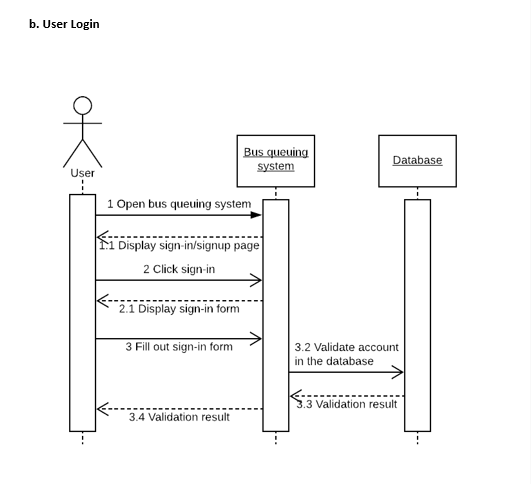 b. User Login
User
Bus queuing
system
Database
1 Open bus queuing system
1.1 Display sign-in/signup page
2 Click sign-in
2.1 Display sign-in form
3 Fill out sign-in form
3.2 Validate account
in the database
3.3 Validation result
3.4 Validation result